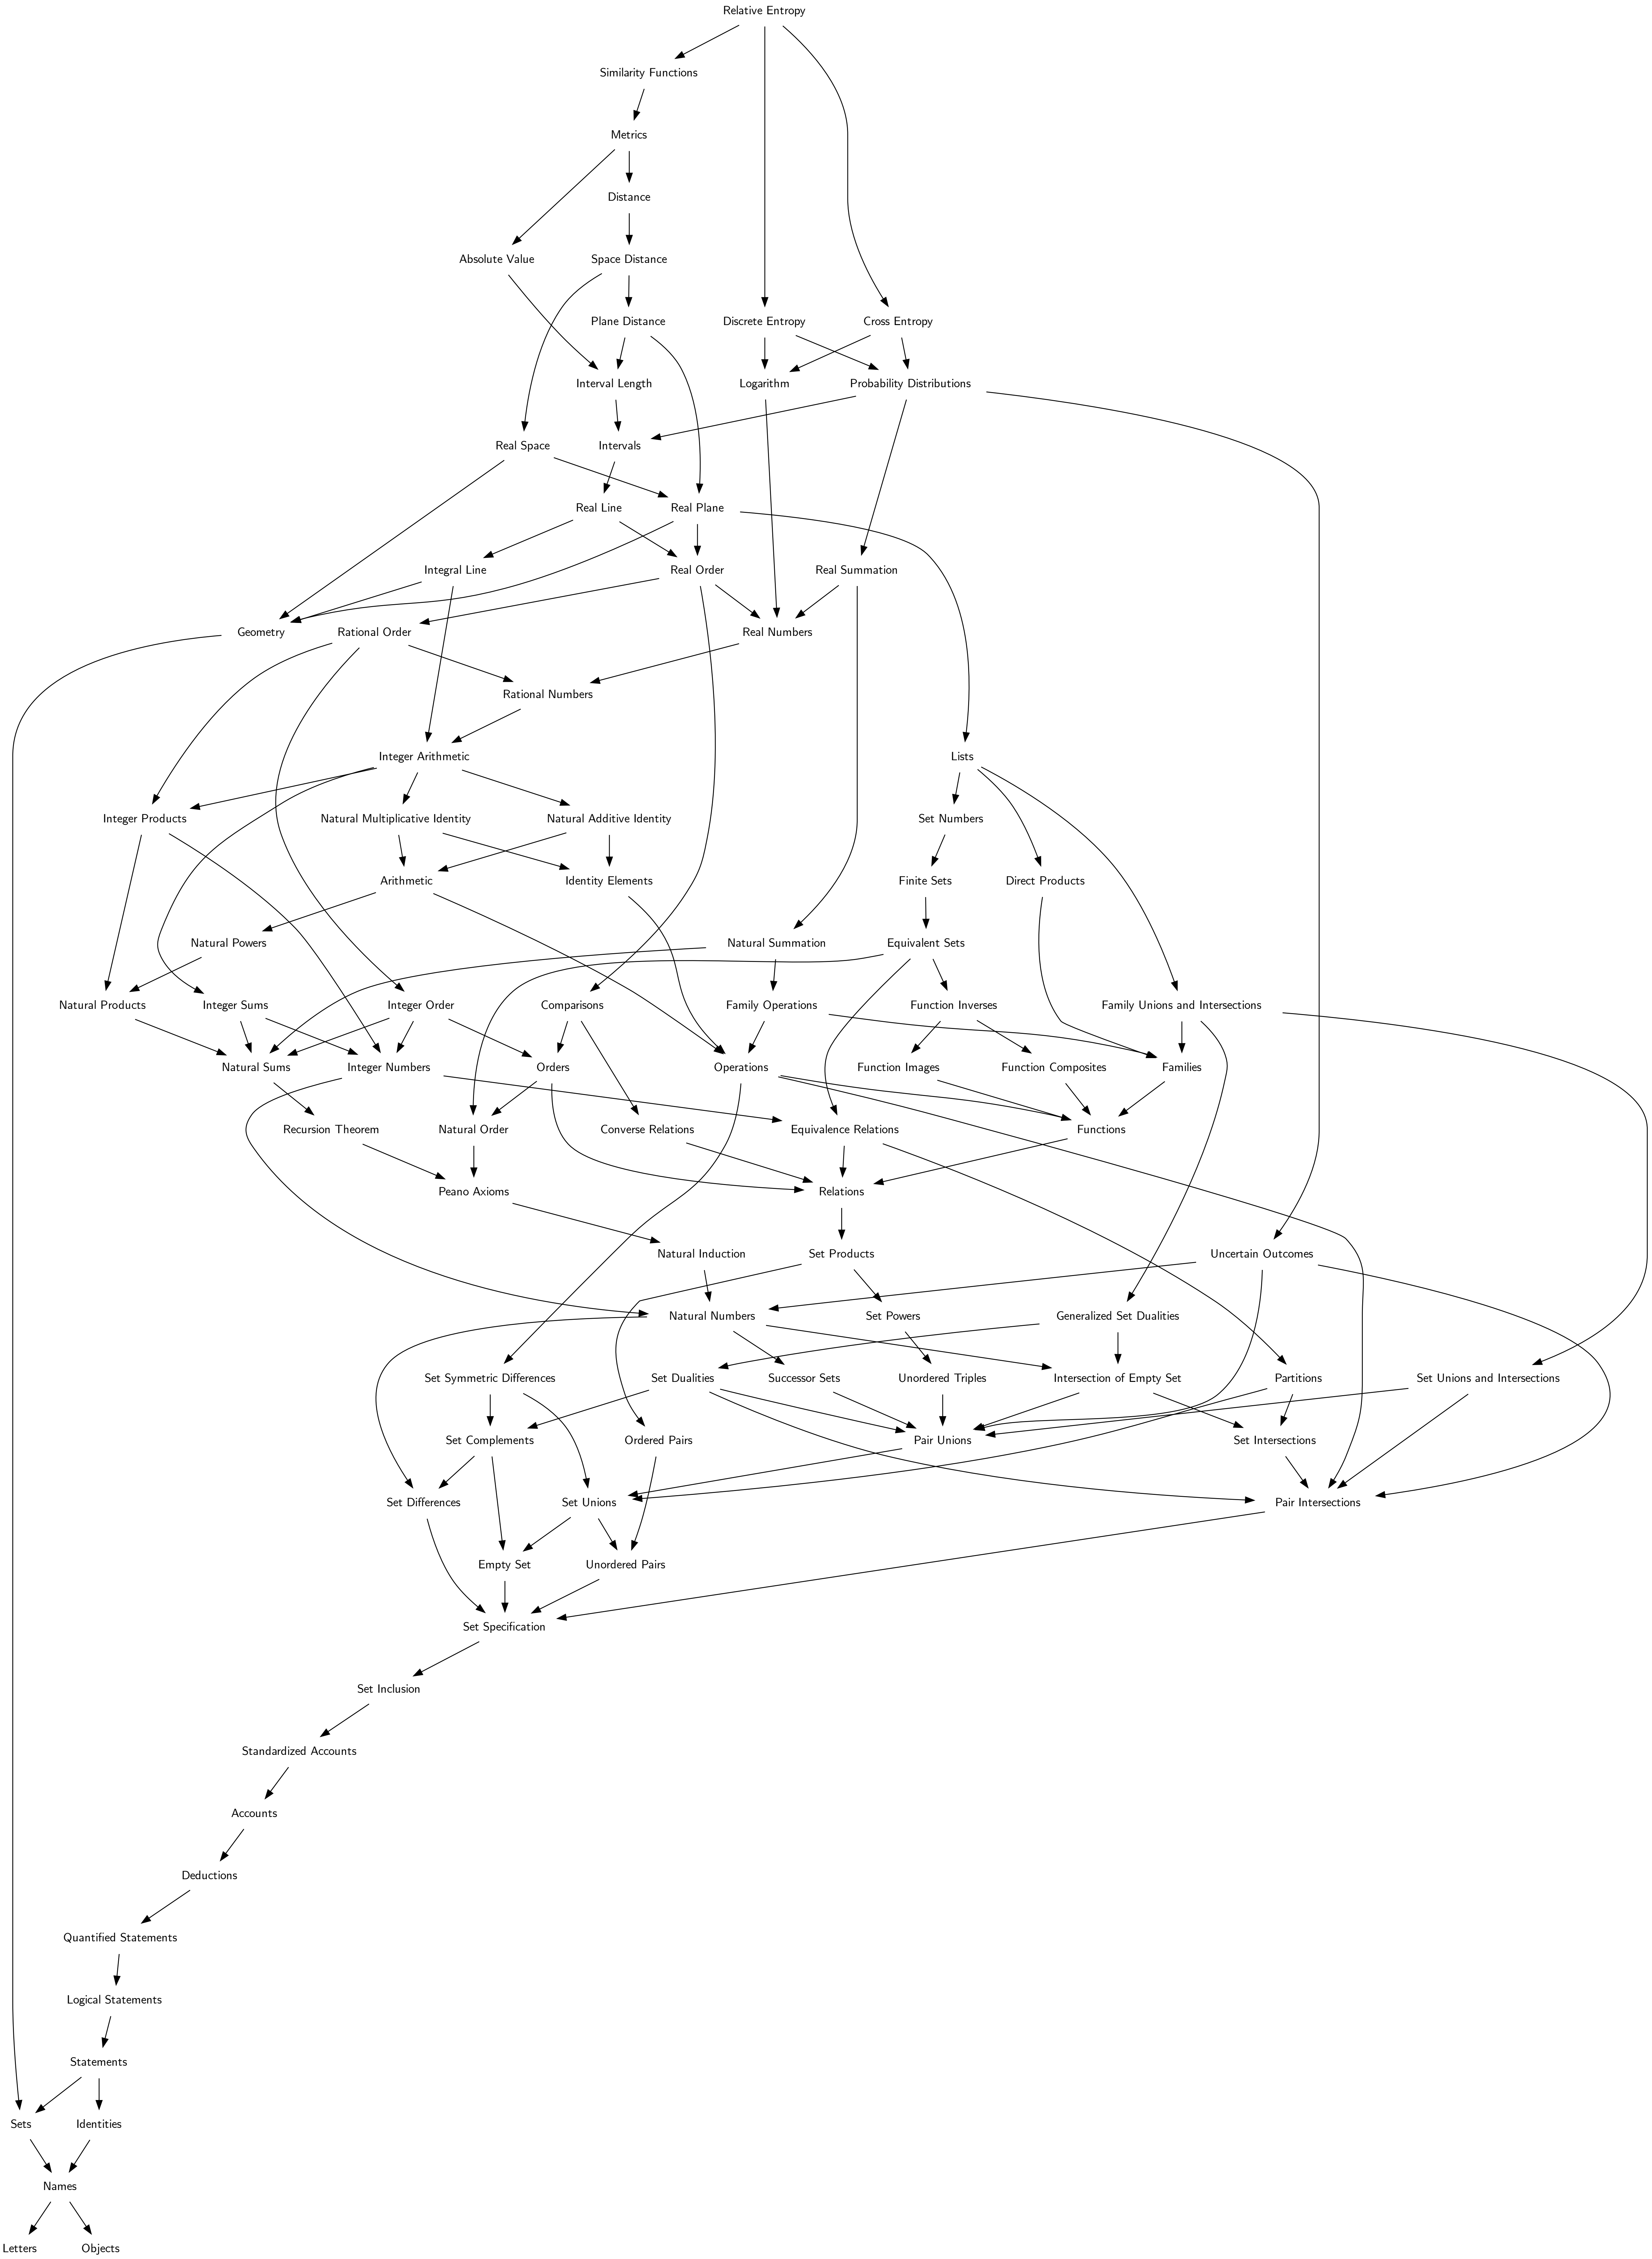 Relative Entropy
Similarity Functions
Metrics
Distance
Absolute Value
Space Distance
Plane Distance
Discrete Entropy
Cross Entropy
Interval Length
Logarithm
Probability Distributions
Real Space
Intervals
Real Line
Real Plane
Integral Line
Real Order
Real Summation
Geometry
Rational Order
Real Numbers
Rational Numbers
Integer Arithmetic
Lists
Integer Products
Natural Multiplicative Identity
Natural Additive Identity
Set Numbers
Arithmetic
Identity Elements
Finite Sets
Direct Products
Natural Powers
Natural Summation
Equivalent Sets
Natural Products
Integer Sums
Integer Order
Comparisons
Family Operations
Function Inverses
Family Unions and Intersections
Natural Sums
Integer Numbers
Orders
Operations
Function Images
Function Composites
Families
Recursion Theorem
Natural Order
Converse Relations
Equivalence Relations
Functions
Peano Axioms
Relations
Natural Induction
Set Products
Uncertain Outcomes
Natural Numbers
Set Powers
Generalized Set Dualities
Set Symmetric Differences
Set Dualities
Successor Sets
Unordered Triples
Intersection of Empty Set
Partitions
Set Unions and Intersections
Set Complements
Ordered Pairs
Pair Unions
Set Intersections
Set Differences
Set Unions
Pair Intersections
Empty Set
Unordered Pairs
Set Specification
Set Inclusion
Standardized Accounts
Accounts
Deductions
Quantified Statements
Logical Statements
Statements
Sets
Identities
Names
Letters
Objects